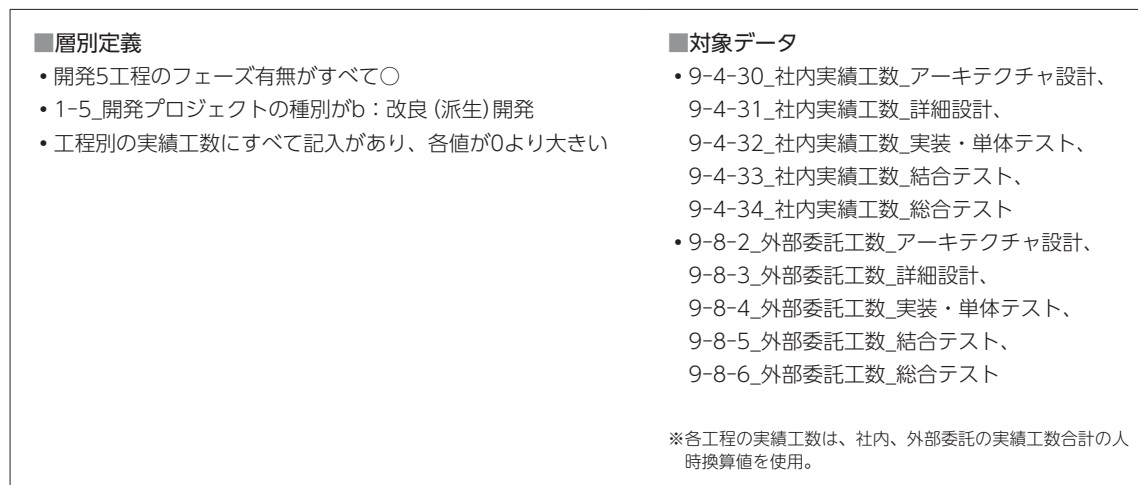 ■層別定義
•開発5工程のフェーズ有無がすべて○
•1-5_開発プロジェクトの種別がb：改良（派生）開発
•工程別の実績工数にすべて記入があり、各値が0より大きい
■対象データ
•9-4-30_社内実績工数_アーキテクチャ設計、
9-4-31_社内実績工数_詳細設計、
9-4-32_社内実績工数_実装・単体テスト、
9-4-33_社内実績工数_結合テスト、
9-4-34_社内実績工数_総合テスト
•9-8-2_外部委託工数_アーキテクチャ設計、
9-8-3_外部委託工数_詳細設計、
9-8-4_外部委託工数_実装・単体テスト、
9-8-5_外部委託工数_結合テスト、
9-8-6_外部委託工数_総合テスト
※各工程の実績工数は、社内、外部委託の実績工数合計の人
時換算値を使用。